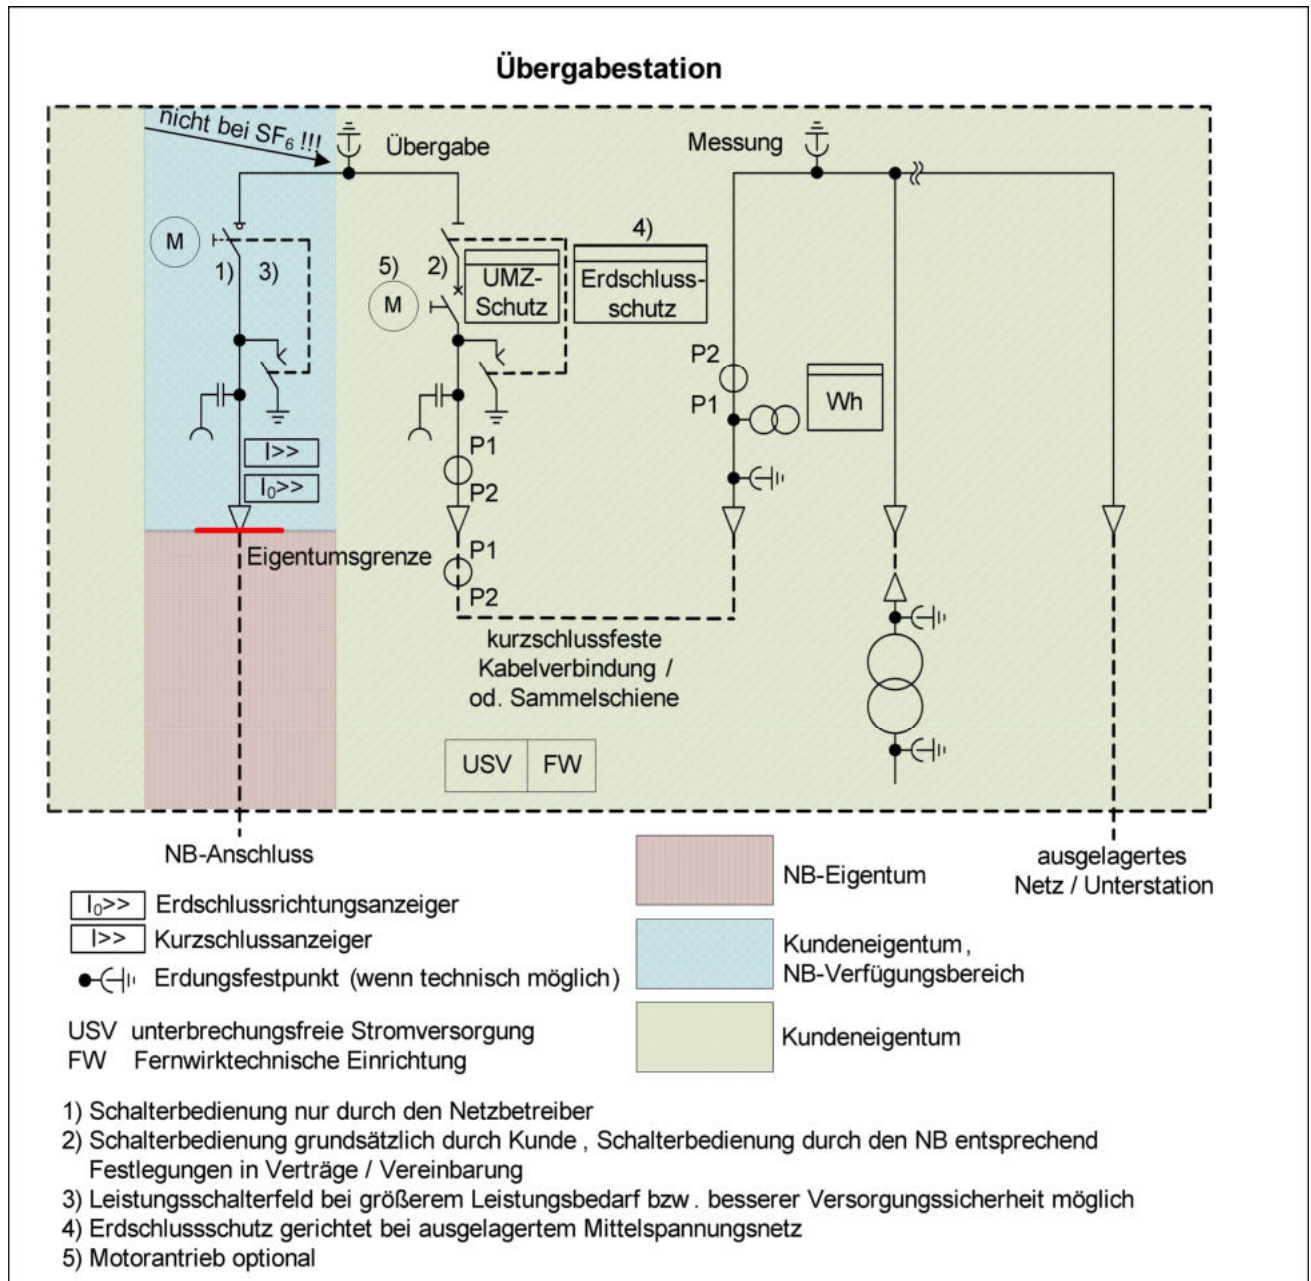 Übergabestation
nicht bei SF6 !!!
Übergabe
Messung
M
1)
3)
5)
2)
M
UMZ-
Schutz
4)
Erdschluss-
schutz
P2
P1
Wh
I>>
I0>>
P1
P2
Eigentumsgrenze
P1
P2
kurzschlussfeste
Kabelverbindung /
od. Sammelschiene
USV
FW
NB-Anschluss
ausgelagertes
Netz / Unterstation
I0>> Erdschlussrichtungsanzeiger
I>> Kurzschlussanzeiger
Erdungsfestpunkt (wenn technisch möglich)
USV unterbrechungsfreie Stromversorgung
FW Fernwirktechnische Einrichtung
NB-Eigentum
Kundeneigentum,
NB-Verfügungsbereich
Kundeneigentum
1) Schalterbedienung nur durch den Netzbetreiber
2) Schalterbedienung grundsätzlich durch Kunde , Schalterbedienung durch den NB entsprechend
Festlegungen in Verträge / Vereinbarung
3) Leistungsschalterfeld bei größerem Leistungsbedarf bzw. besserer Versorgungssicherheit möglich
4) Erdschlussschutz gerichtet bei ausgelagertem Mittelspannungsnetz
5) Motorantrieb optional